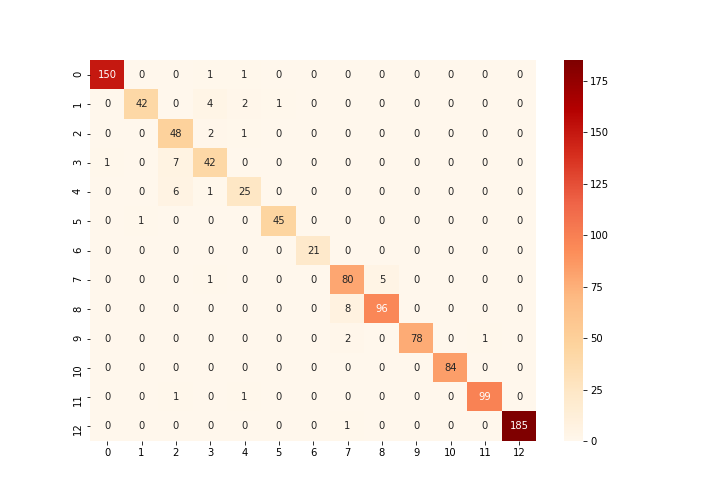 0 150 0 0 1 1 0 0 0 0 0 0 0 0
1 0 42 0 4 2 1 0 0 0 0 0 0 0
2 0 0 48 2 1 0 0 0 0 0 0 0 0
3 1 0 7 42 0 0 0 0 0 0 0 0 0
4 0 0 6 1 25 0 0 0 0 0 0 0 0
5 0 1 0 0 0 45 0 0 0 0 0 0 0
6 0 0 0 0 0 0 21 0 0 0 0 0 0
7 0 0 0 1 0 0 0 80 5 0 0 0 0
8 0 0 0 0 0 0 0 8 96 0 0 0 0
9 0 0 0 0 0 0 0 2 0 78 0 1 0
10 0 0 0 0 0 0 0 0 0 0 84 0 0
11 0 0 1 0 1 0 0 0 0 0 0 99 0
12 0 0 0 0 0 0 0 1 0 0 0 0 185
0 1 2 3 4 5 6 7 8 9 10 11 12
175
150
125
100
75
50
25
0